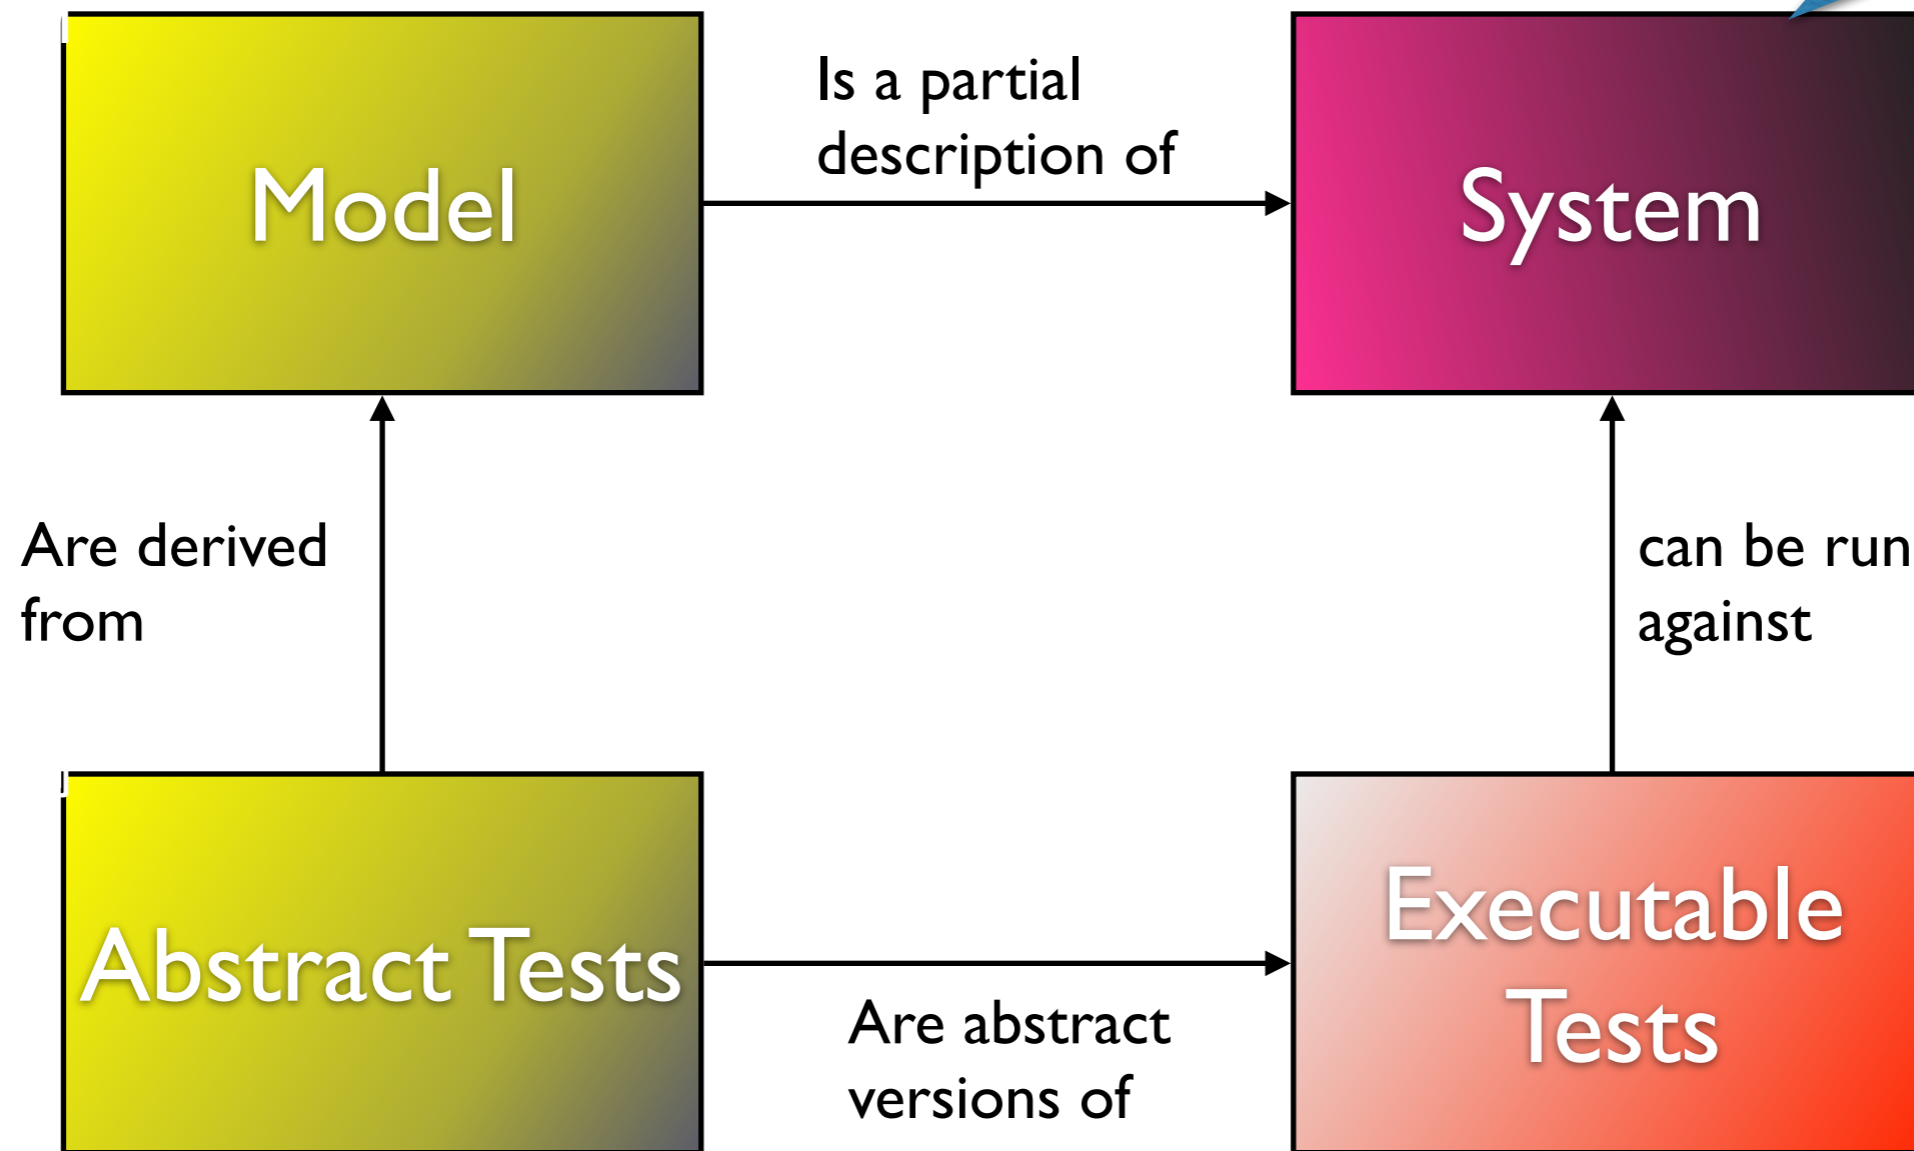 Is a partial
description of
Model
System
Are derived
from
can be run
against
Abstract Tests
Executable
Tests
Are abstract
versions of